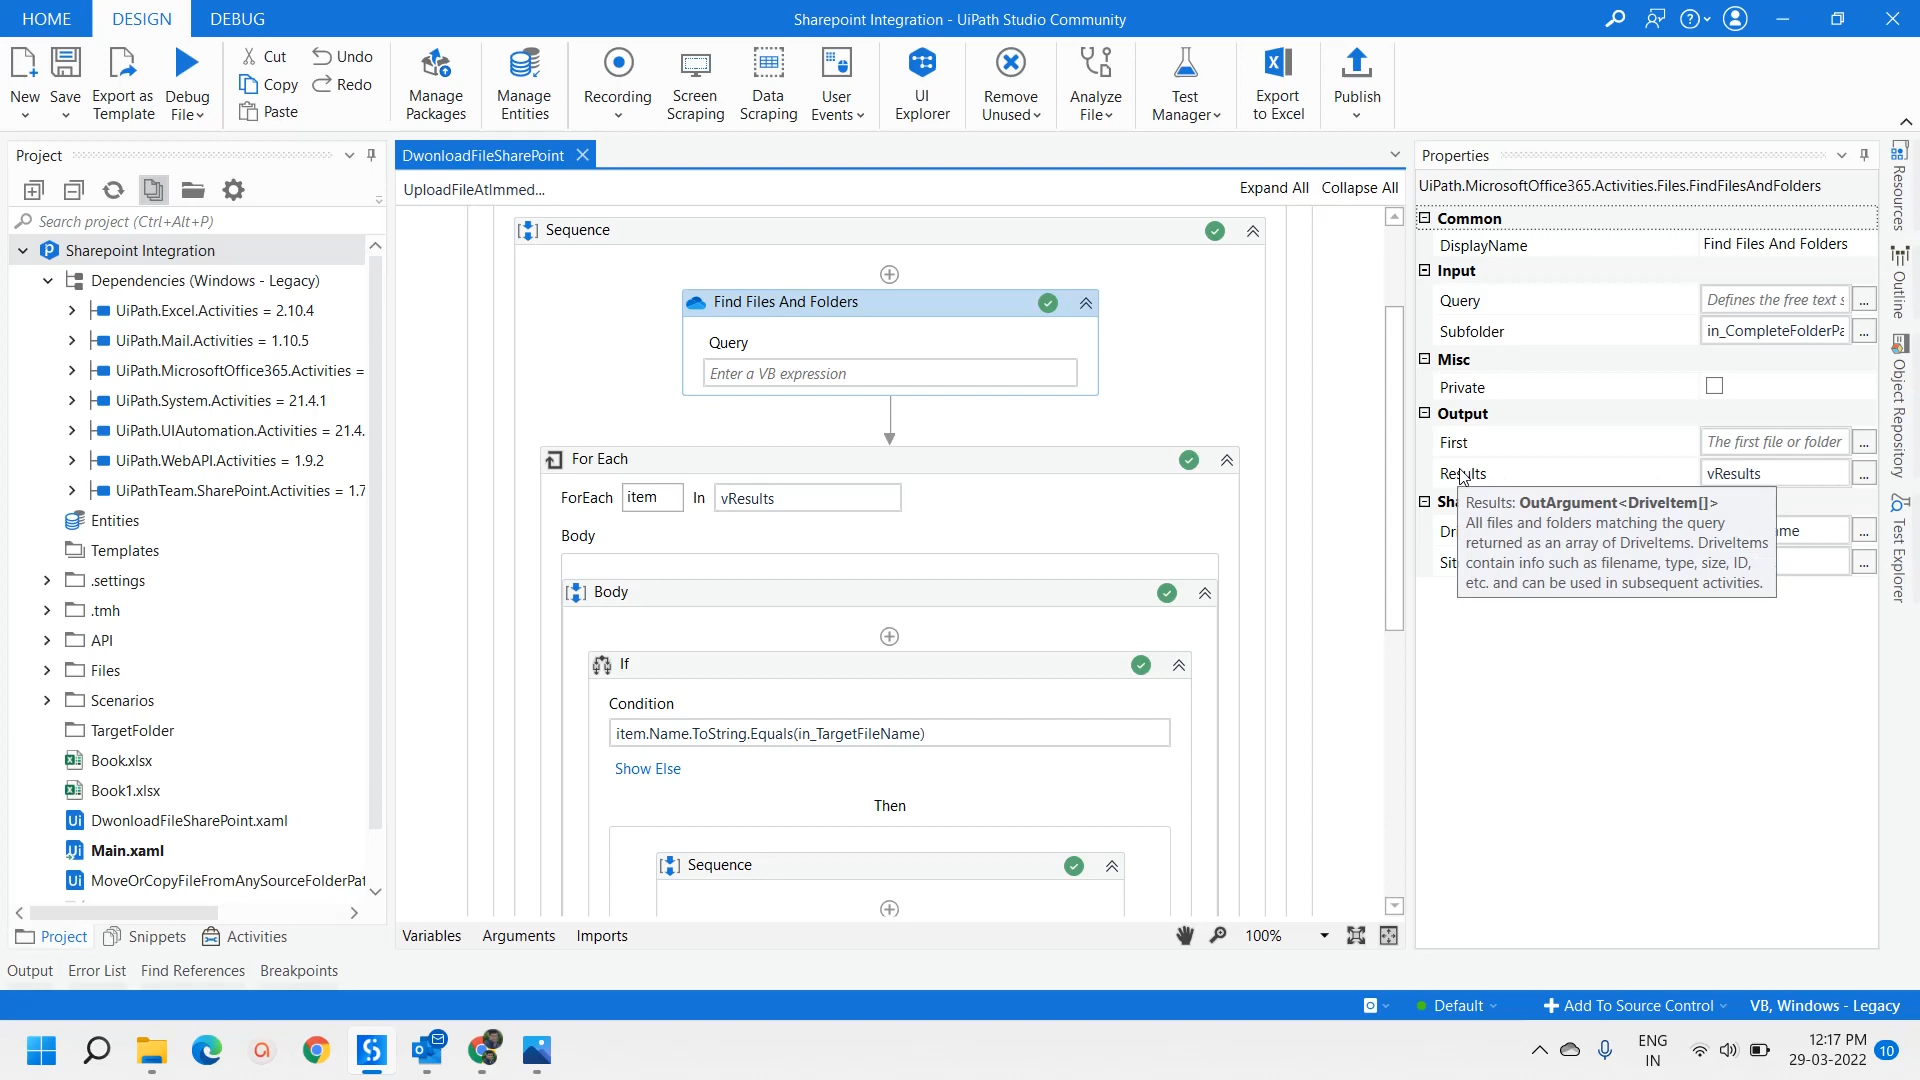 HOME
DESIGN
DEBUG
Sharepoint Integration - UiPath Studio Community
New
Save
Export as
Template
Debug
File
Cut
Copy
Paste
Undo
Redo
Manage
Packages
Manage
Entities
Recording
Screen
Scraping
Data
Scraping
User
Events
UI
Explorer
Remove
Unused
Analyze
File
Test
Manager
Export
to Excel
Publish
Project
Search project (Ctrl+Alt+P)
Sharepoint Integration
Dependencies (Windows - Legacy)
UiPath.Excel.Activities = 2.10.4
UiPath.Mail.Activities = 1.10.5
UiPath.MicrosoftOffice365.Activities =
UiPath.System.Activities = 21.4.1
UiPath.UIAutomation.Activities = 21.4.
UiPath.WebAPI.Activities = 1.9.2
UiPathTeam.SharePoint.Activities = 1.7
Entities
Templates
.settings
.tmh
API
Files
Scenarios
TargetFolder
Book.xlsx
Book1.xlsx
DwonloadFileSharePoint.xaml
Main.xaml
MoveOrCopyFileFromAnySourceFolderPat
Project
Snippets
Activities
DwonloadFileSharePoint
UploadFileAtImmed...
Expand All
Collapse All
Sequence
Find Files And Folders
Query
Enter a VB expression
For Each
ForEach
item
In
vResults
Body
Body
If
Condition
item.Name.ToString.Equals(in_TargetFileName)
Show Else
Then
Sequence
Variables
Arguments
Imports
100%
Properties
UiPath.MicrosoftOffice365.Activities.Files.FindFilesAndFolders
Common
DisplayName
Find Files And Folders
Input
Query
Defines the free text s
...
Subfolder
in_CompleteFolderPa
...
Misc
Private
Output
First
The first file or folder
...
Results
vResults
...
Sha
Dri
me
...
Sit
...
Results: OutArgument<DriveItem[]>
All files and folders matching the query
returned as an array of DriveItems. DriveItems
contain info such as filename, type, size, ID,
etc. and can be used in subsequent activities.
Resources
Outline
Object Repository
Test Explorer
Output
Error List
Find References
Breakpoints
Default
Add To Source Control
VB, Windows - Legacy
ENG
IN
12:17 PM
29-03-2022
10